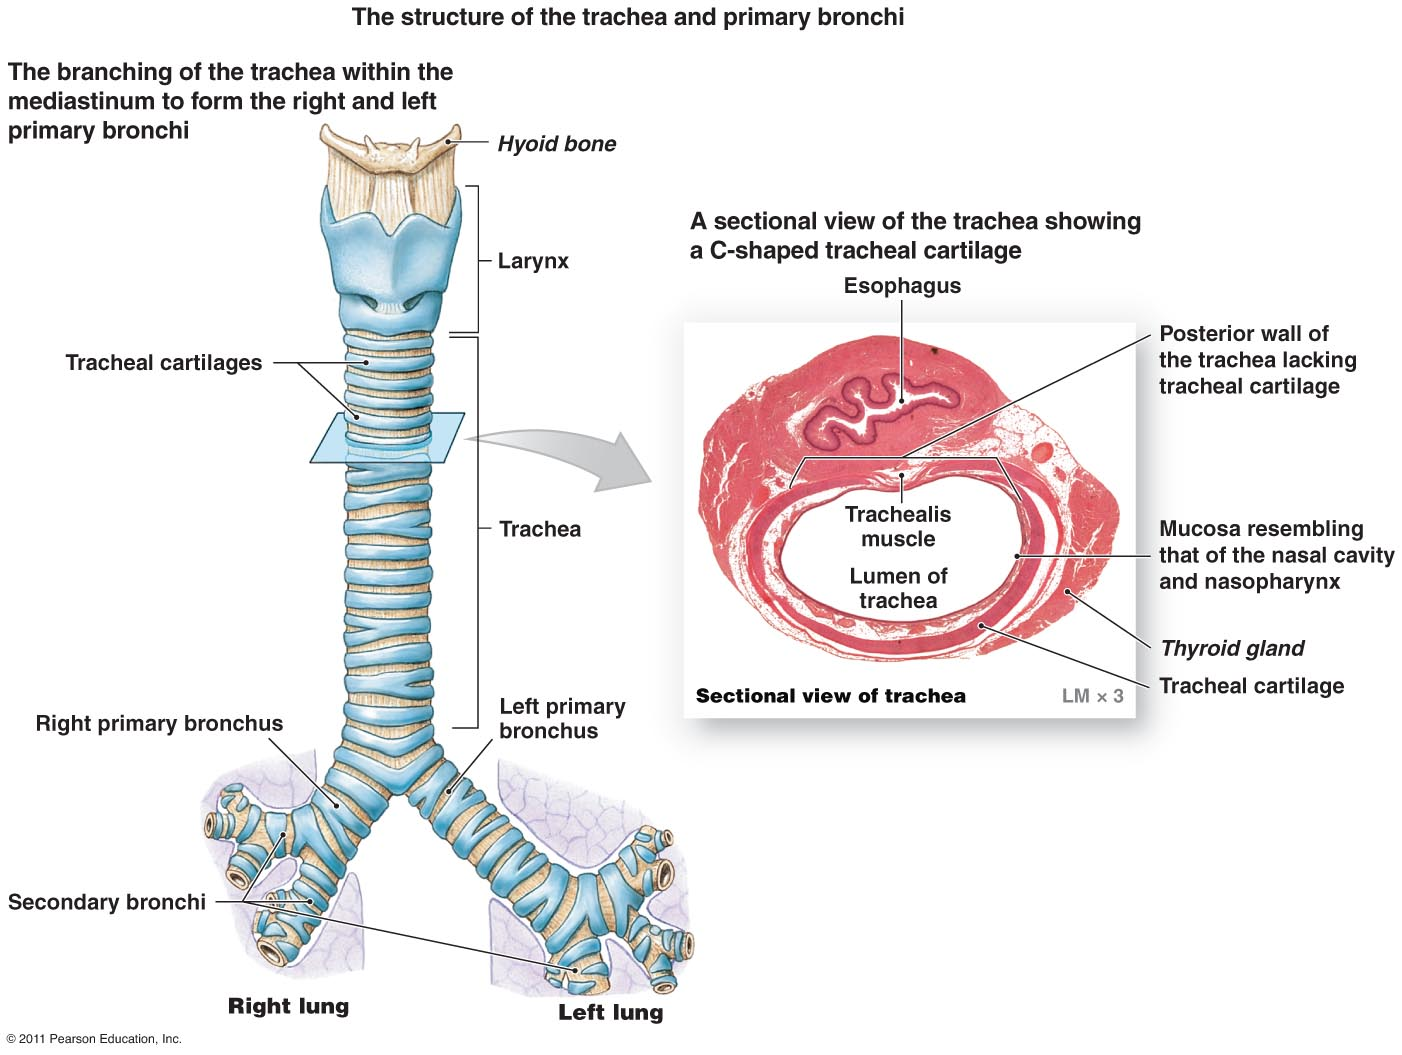 The structure of the trachea and primary bronchi
The branching of the trachea within the
mediastinum to form the right and left
primary bronchi
Hyoid bone
Larynx
Tracheal cartilages
Trachea
Right primary bronchus
Left primary
bronchus
Secondary bronchi
Right lung
Left lung
A sectional view of the trachea showing
a C-shaped tracheal cartilage
Esophagus
Posterior wall of
the trachea lacking
tracheal cartilage
Trachealis
muscle
Lumen of
trachea
Mucosa resembling
that of the nasal cavity
and nasopharynx
Thyroid gland
Tracheal cartilage
Sectional view of trachea
LM × 3
© 2011 Pearson Education, Inc.